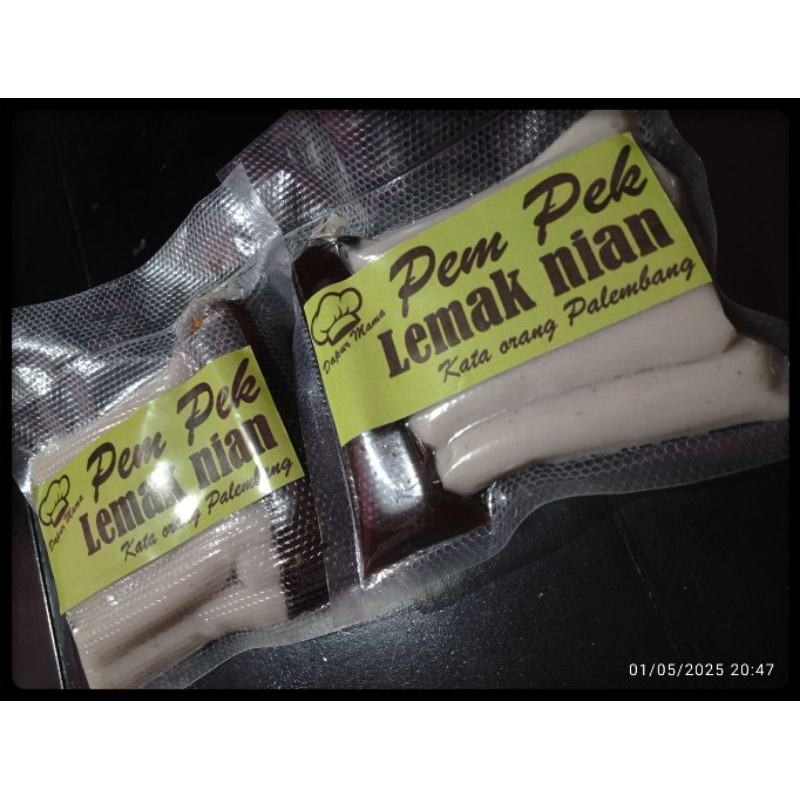 Pem Pek
Lemak nian
Kata orang Palembang
Dapur Mama
Pem Pek
Lemak nian
Kata orang Palembang
Dapur Mama
01/05/2025 20:47